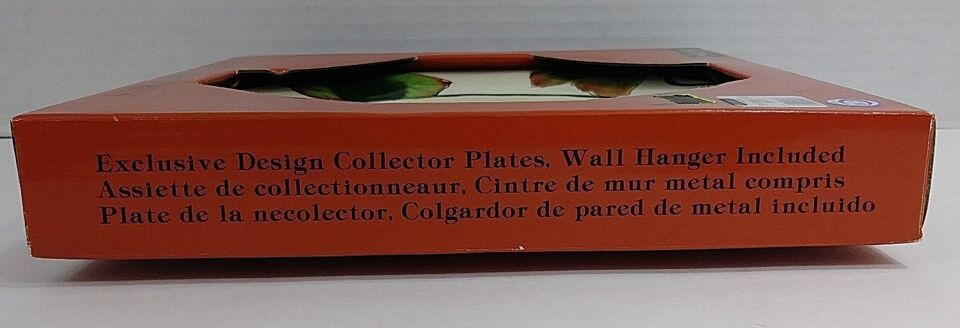 Exclusive Design Collector Plates, Wall Hanger Included
Assiette de collectionneaur, Cintre de mur metal compris
Plate de la necolector, Colgardor de pared de metal incluido